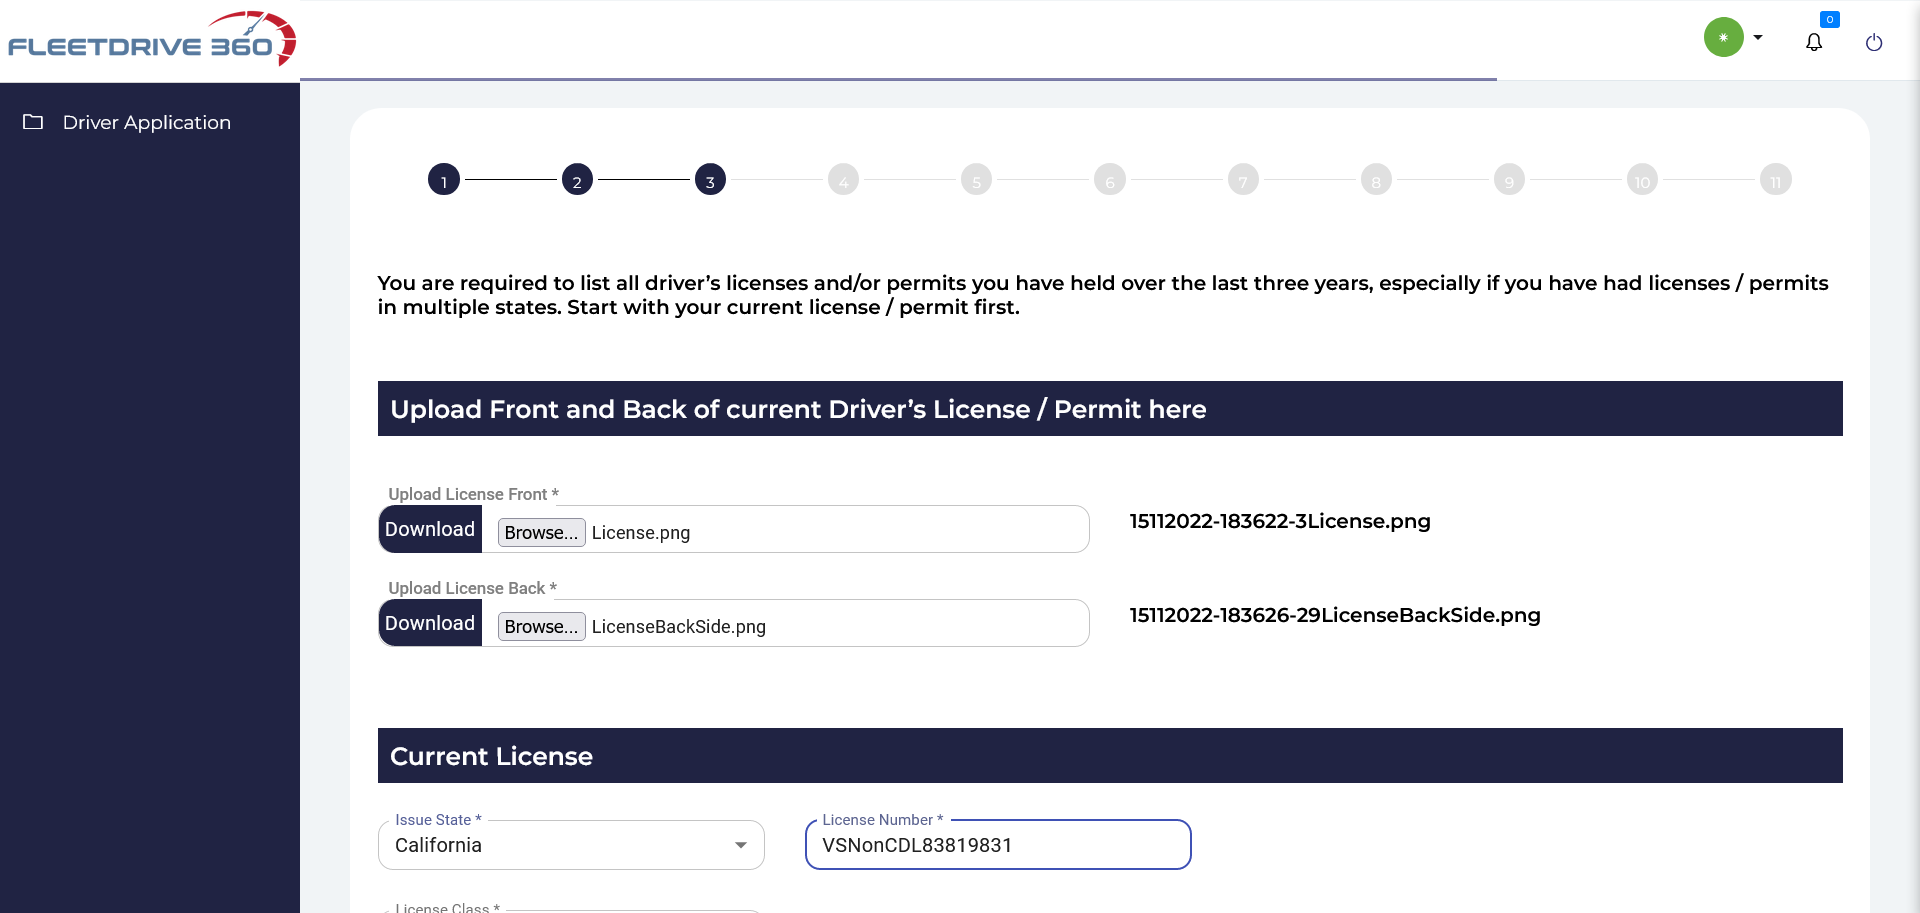 FLEETDRIVE 360
0
Driver Application
1 2 3 4 5 6 7 8 9 10 11
You are required to list all driver’s licenses and/or permits you have held over the last three years, especially if you have had licenses / permits
in multiple states. Start with your current license / permit first.
Upload Front and Back of current Driver’s License / Permit here
Upload License Front *
Download Browse... License.png 15112022-183622-3License.png
Upload License Back *
Download Browse... LicenseBackSide.png 15112022-183626-29LicenseBackSide.png
Current License
Issue State * License Number *
California VSNonCDL83819831
License Class *